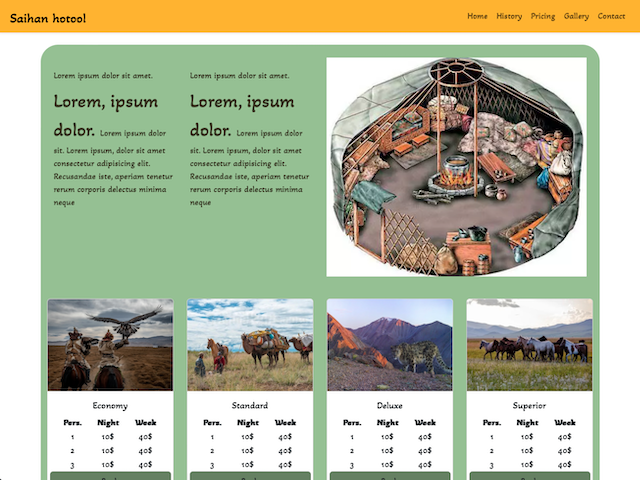 Saihan hotool
Home History Pricing Gallery Contact
Lorem ipsum dolor sit amet.
Lorem, ipsum
dolor. Lorem ipsum dolor
sit. Lorem ipsum, dolor sit amet
consectetur adipisicing elit.
Recusandae iste, aperiam tenetur
rerum corporis delectus minima
neque
Lorem ipsum dolor sit amet.
Lorem, ipsum
dolor. Lorem ipsum dolor
sit. Lorem ipsum, dolor sit amet
consectetur adipisicing elit.
Recusandae iste, aperiam tenetur
rerum corporis delectus minima
neque
Economy
Pers. Night Week
1 10$ 40$
2 10$ 40$
3 10$ 40$
Standard
Pers. Night Week
1 10$ 40$
2 10$ 40$
3 10$ 40$
Deluxe
Pers. Night Week
1 10$ 40$
2 10$ 40$
3 10$ 40$
Superior
Pers. Night Week
1 10$ 40$
2 10$ 40$
3 10$ 40$